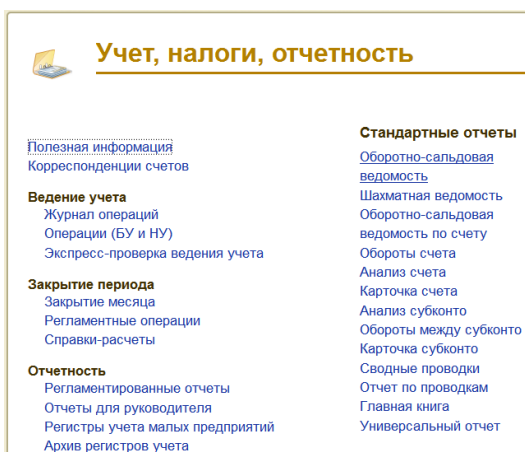 Учет, налоги, отчетность
Полезная информация
Корреспонденции счетов
Ведение учета
Журнал операций
Операции (БУ и НУ)
Экспресс-проверка ведения учета
Закрытие периода
Закрытие месяца
Регламентные операции
Справки-расчеты
Отчетность
Регламентированные отчеты
Отчеты для руководителя
Регистры учета малых предприятий
Архив регистров учета
Стандартные отчеты
Оборотно-сальдовая
ведомость
Шахматная ведомость
Оборотно-сальдовая
ведомость по счету
Обороты счета
Анализ счета
Карточка счета
Анализ субконто
Обороты между субконто
Карточка субконто
Сводные проводки
Отчет по проводкам
Главная книга
Универсальный отчет